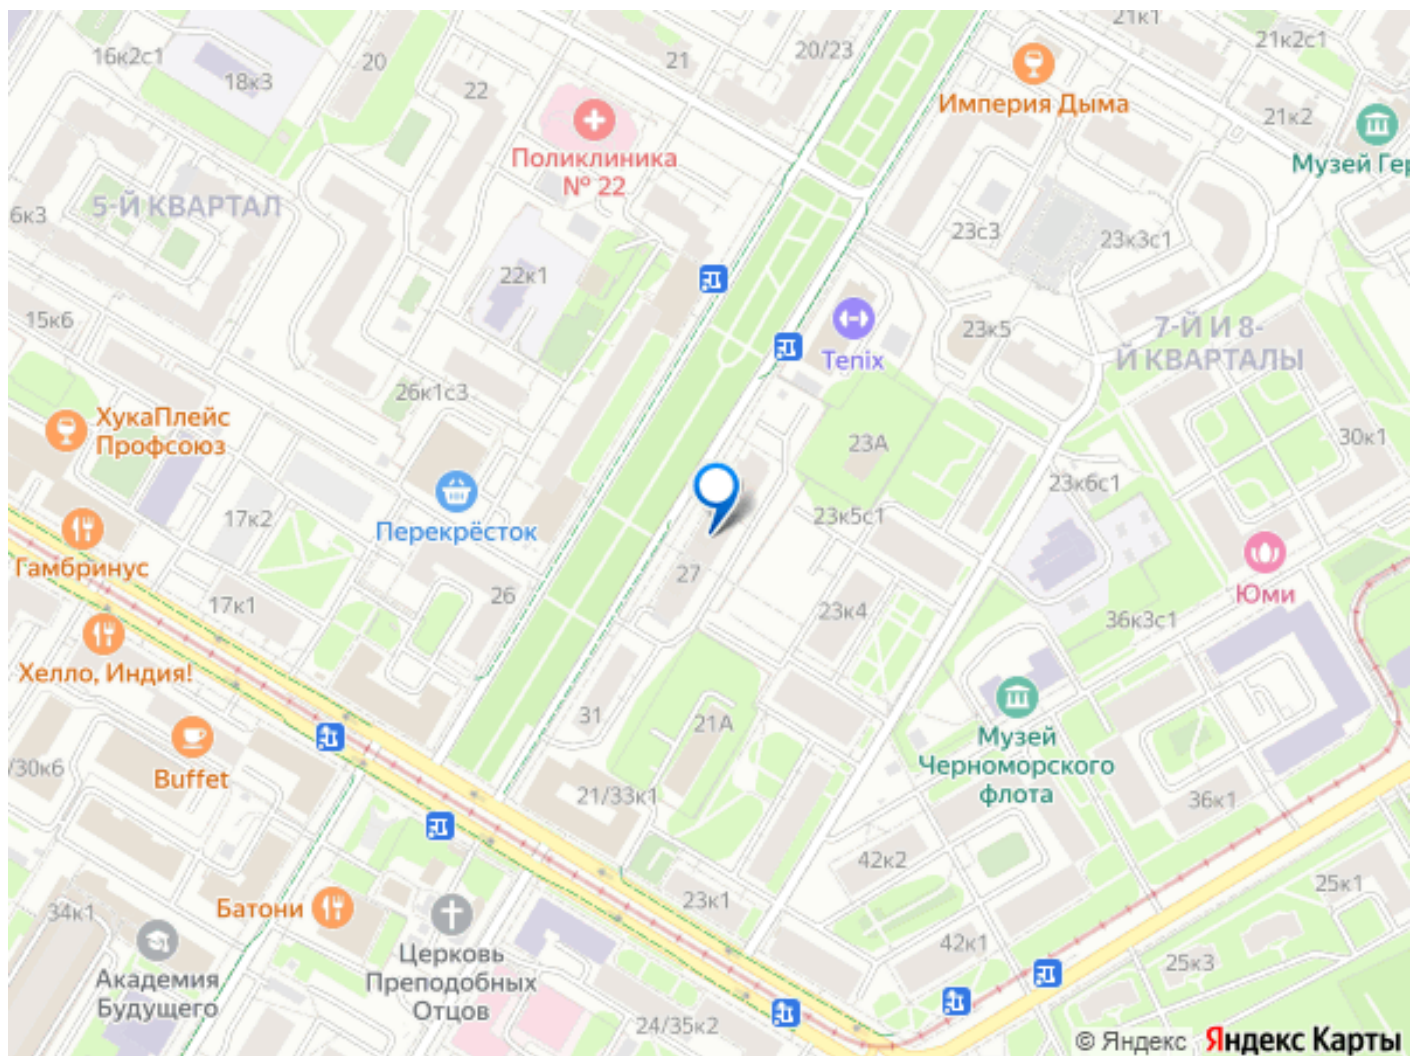 21к1
16к2с1
20
21
20/23
21к2с1
18к3
22
Империя Дыма
21к2
Поликлиника
№ 22
Музей Гер
5-Й КВАРТАЛ
6к3
23с3
23к3с1
22к1
15к6
Tenix
23к5
7-Й И 8-
Й КВАРТАЛЫ
26к1с3
ХукаПлейс
Профсоюз
23А
30к1
23к6с1
17к2
Перекрёсток
23к5с1
Гамбринус
27
Юми
17к1
26
23к4
36к3с1
Хелло, Индия!
31
21А
Музей
Черноморского
флота
/30к6
Buffet
21/33к1
36к1
42к2
25к1
34к1
Батони
23к1
Церковь
Преподобных
Отцов
42к1
25к3
Академия
Будущего
24/35к2
© Яндекс Яндекс Карты